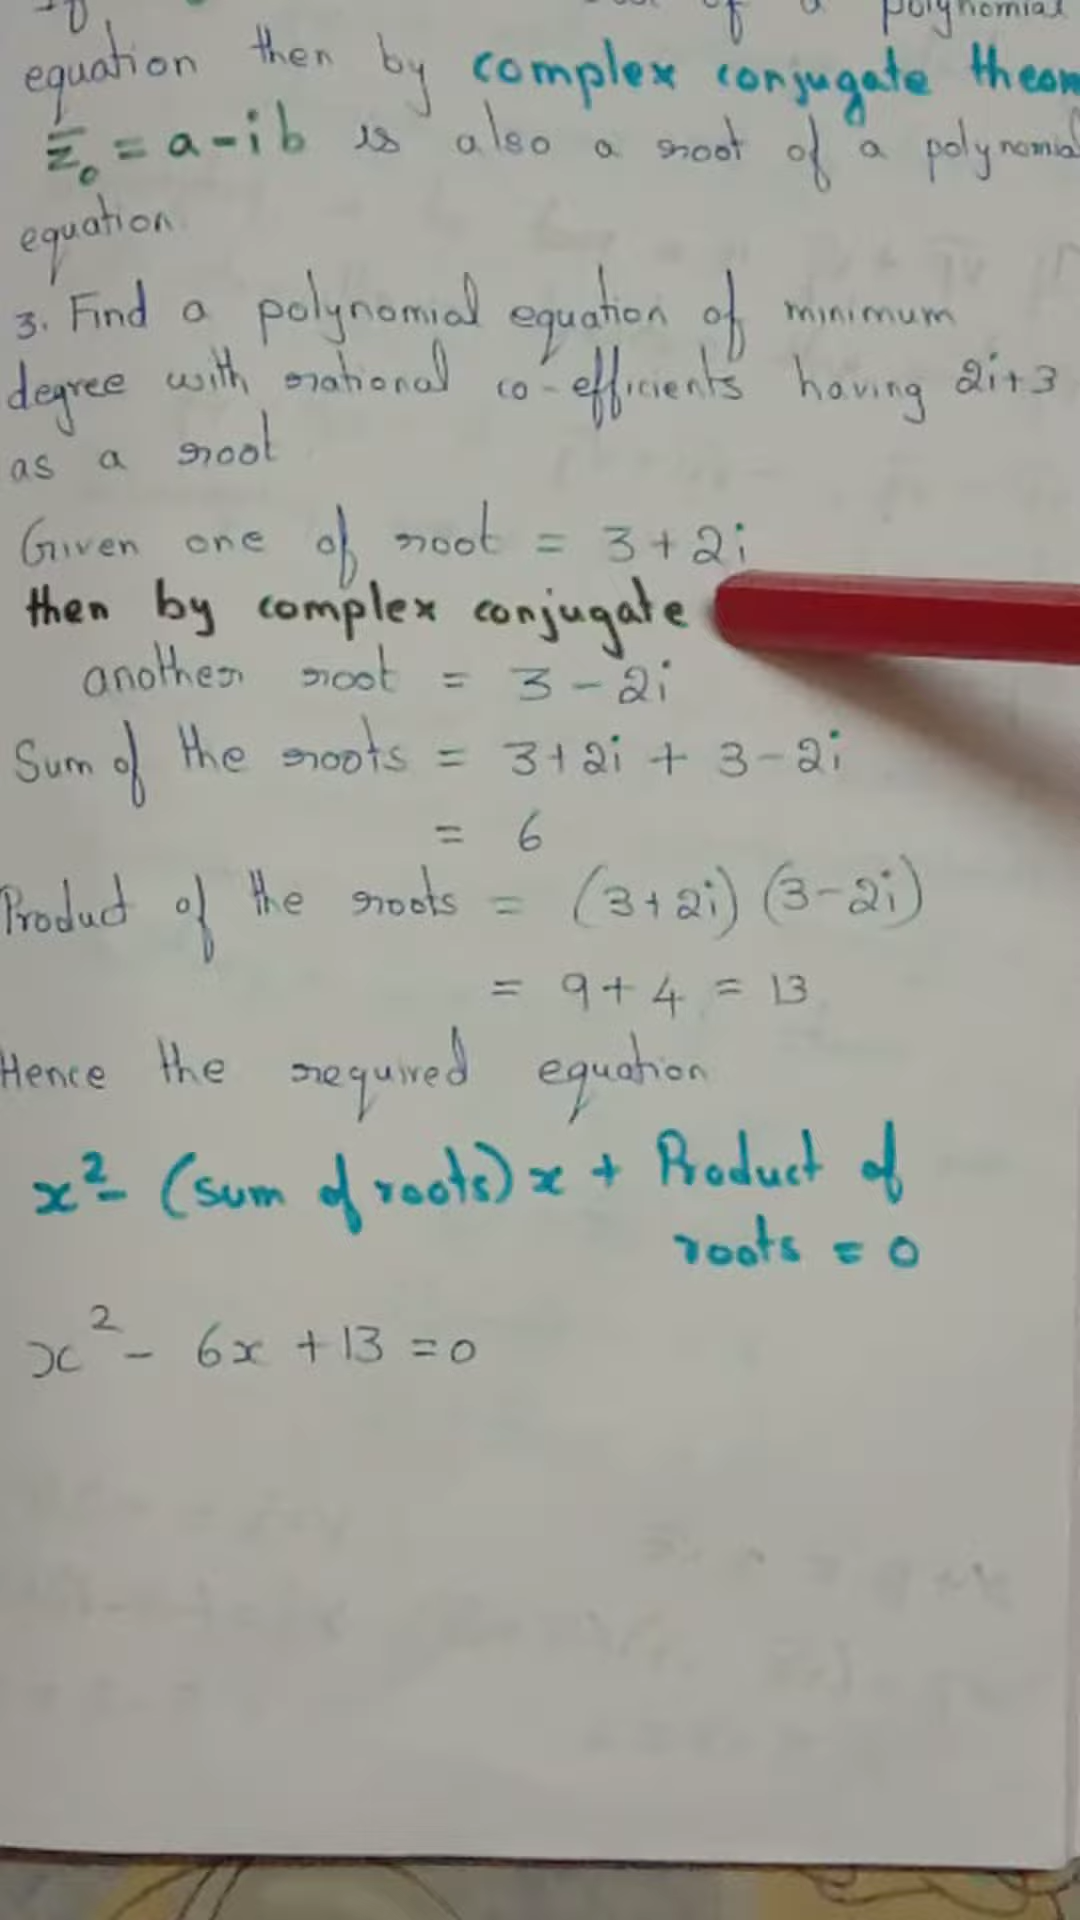 of a polynomial
equation then by complex conjugate theom
z̄₀ = a-ib is also a root of a polynomial
equation
3. Find a polynomial equation of minimum
degree with rational co-efficients having 2i+3
as a root
Given one of root = 3+2i
then by complex conjugate
another root = 3-2i
Sum of the roots = 3+2i + 3-2i
= 6
Product of the roots = (3+2i) (3-2i)
= 9+4 = 13
Hence the required equation
x² - (sum of roots) x + Product of
roots = 0
x² - 6x +13 =0